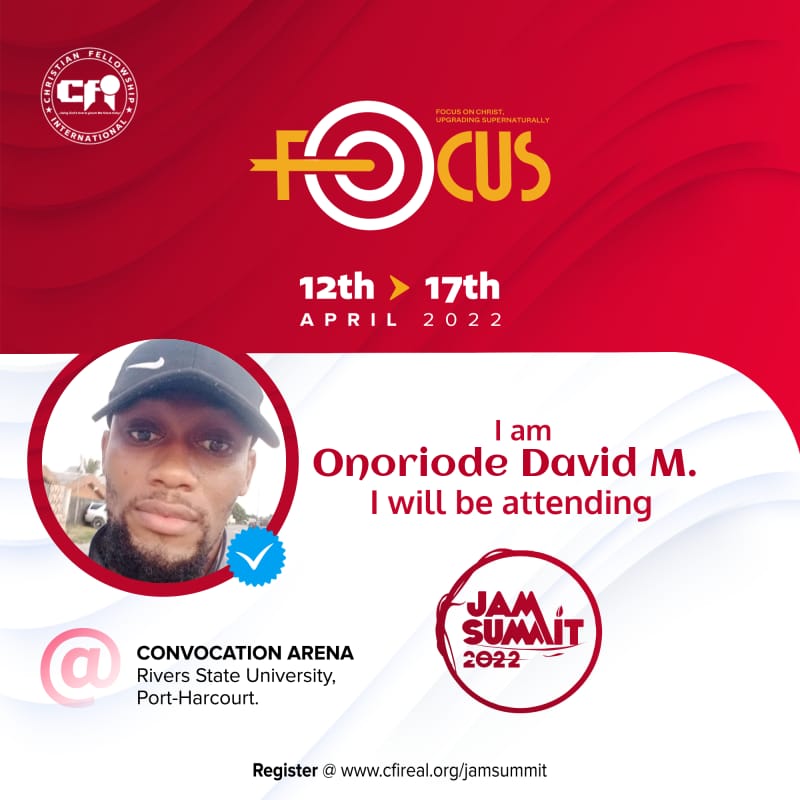 CHRISTIAN FELLOWSHIP
cfi
INTERNATIONAL
FOCUS ON CHRIST,
UPGRADING SUPERNATURALLY
FOCUS
12th > 17th
APRIL 2022
I am
Onoriode David M.
I will be attending
JAM
SUMMIT
2022
@
CONVOCATION ARENA
Rivers State University,
Port-Harcourt.
Register @ www.cfireal.org/jamsummit